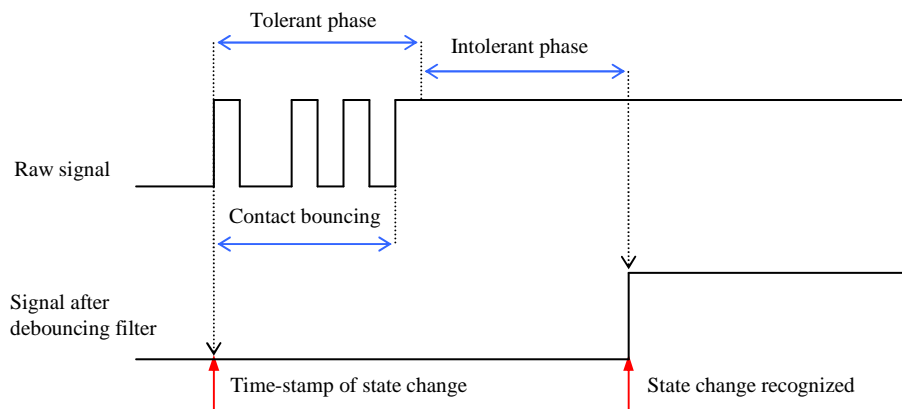 Tolerant phase
Intolerant phase
Raw signal
Contact bouncing
Signal after
debouncing filter
Time-stamp of state change
State change recognized